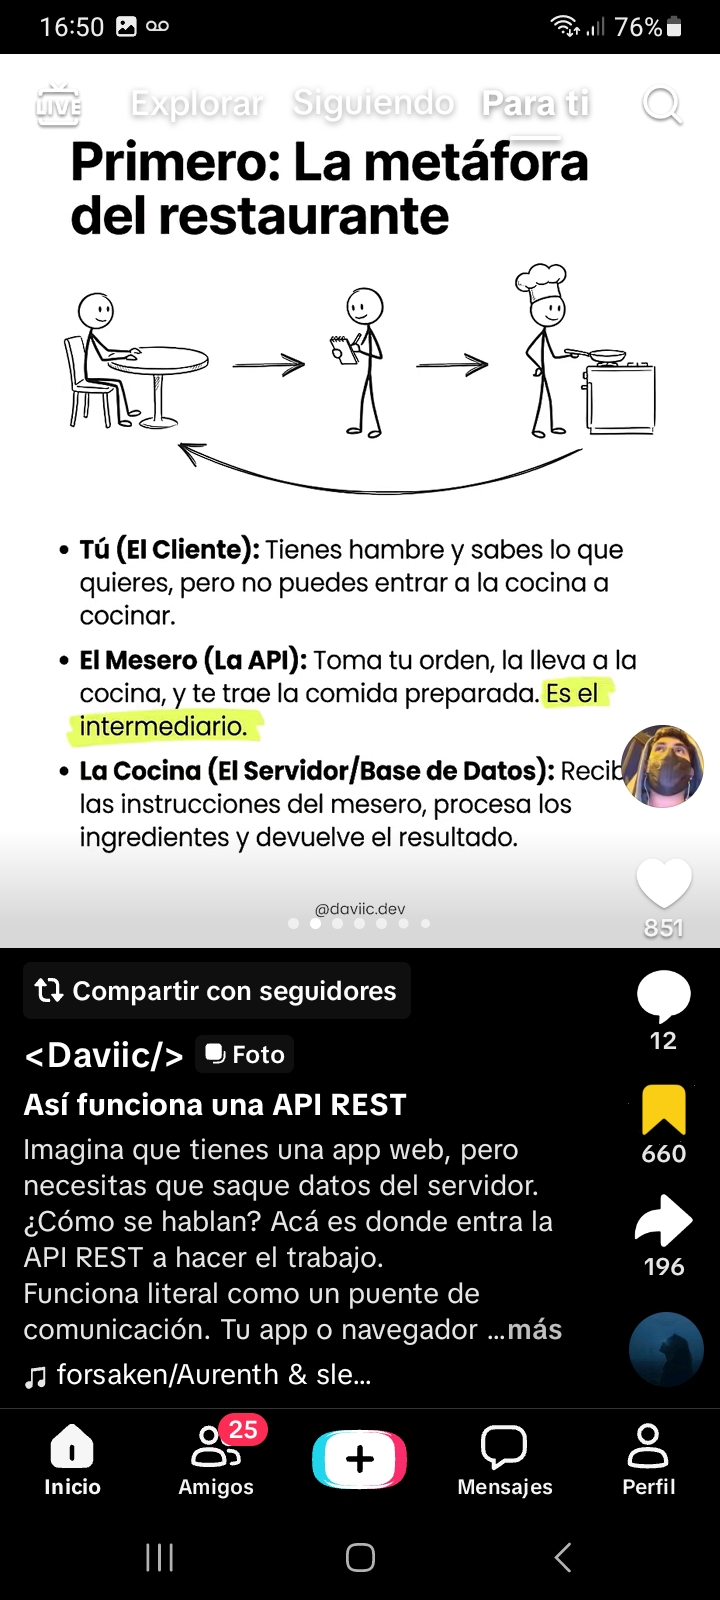 16:50
76%
LIVE
Explorar Siguiendo Para ti
Primero: La metáfora
del restaurante
• Tú (El Cliente): Tienes hambre y sabes lo que
quieres, pero no puedes entrar a la cocina a
cocinar.
• El Mesero (La API): Toma tu orden, la lleva a la
cocina, y te trae la comida preparada. Es el
intermediario.
• La Cocina (El Servidor/Base de Datos):
las instrucciones del mesero, procesa los
ingredientes y devuelve el resultado.
@daviic.dev
851
Compartir con seguidores
12
<Daviic/> Foto
Así funciona una API REST
660
Imagina que tienes una app web, pero
necesitas que saque datos del servidor.
¿Cómo se hablan? Acá es donde entra la
API REST a hacer el trabajo.
196
Funciona literal como un puente de
comunicación. Tu app o navegador ...más
forsaken/Aurenth & sle...
25
Inicio Amigos Mensajes Perfil